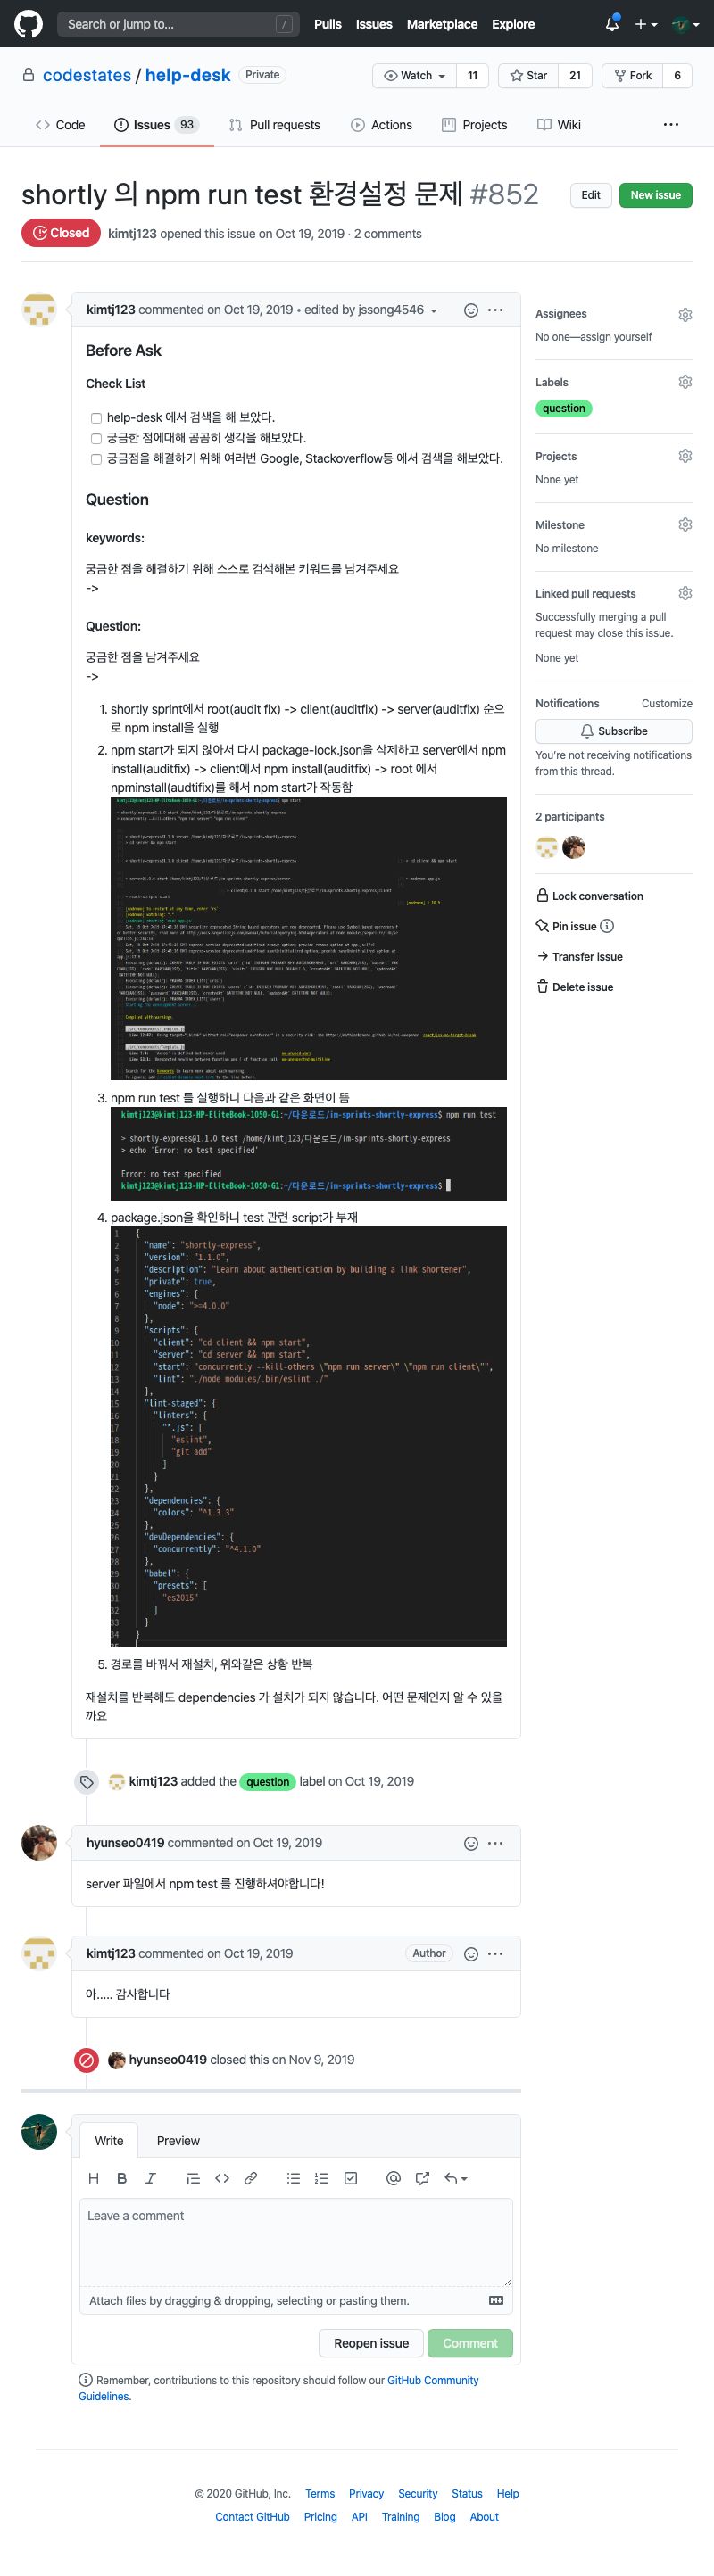 Search or jump to... /
Pulls Issues Marketplace Explore
codestates / help-desk Private
Watch 11 Star 21 Fork 6
Code Issues 93 Pull requests Actions Projects Wiki
shortly 의 npm run test 환경설정 문제 #852
Edit New issue
Closed kimtj123 opened this issue on Oct 19, 2019 · 2 comments
kimtj123 commented on Oct 19, 2019 • edited by jssong4546
Before Ask
Check List
help-desk 에서 검색을 해 보았다.
궁금한 점에대해 곰곰히 생각을 해보았다.
궁금점을 해결하기 위해 여러번 Google, Stackoverflow등 에서 검색을 해보았다.
Question
keywords:
궁금한 점을 해결하기 위해 스스로 검색해본 키워드를 남겨주세요
->
Question:
궁금한 점을 남겨주세요
->
1. shortly sprint에서 root(audit fix) -> client(auditfix) -> server(auditfix) 순으
로 npm install을 실행
2. npm start가 되지 않아서 다시 package-lock.json을 삭제하고 server에서 npm
install(auditfix) -> client에서 npm install(auditfix) -> root 에서
npminstall(audtifix)를 해서 npm start가 작동함
3. npm run test 를 실행하니 다음과 같은 화면이 뜸
kimtj123@kimtj123-HP-EliteBook-1050-G1:~/다운로드/im-sprints-shortly-express$ npm run test
> shortly-express@1.1.0 test /home/kimtj123/다운로드/im-sprints-shortly-express
> echo 'Error: no test specified'
Error: no test specified
kimtj123@kimtj123-HP-EliteBook-1050-G1:~/다운로드/im-sprints-shortly-express$
4. package.json을 확인하니 test 관련 script가 부재
1 {
2 "name": "shortly-express",
3 "version": "1.1.0",
4 "description": "Learn about authentication by building a link shortener",
5 "private": true,
6 "engines": {
7 "node": ">=4.0.0"
8 },
9 "scripts": {
10 "client": "cd client && npm start",
11 "server": "cd server && npm start",
12 "start": "concurrently --kill-others \"npm run server\" \"npm run client\"",
13 "lint": "./node_modules/.bin/eslint ./"
14 },
15 "lint-staged": {
16 "linters": {
17 "*.js": [
18 "eslint",
19 "git add"
20 ]
21 }
22 },
23 "dependencies": {
24 "colors": "^1.3.3"
25 },
26 "devDependencies": {
27 "concurrently": "^4.1.0"
28 },
29 "babel": {
30 "presets": [
31 "es2015"
32 ]
33 }
34 }
35
5. 경로를 바꿔서 재설치, 위와같은 상황 반복
재설치를 반복해도 dependencies 가 설치가 되지 않습니다. 어떤 문제인지 알 수 있을
까요
kimtj123 added the question label on Oct 19, 2019
hyunseo0419 commented on Oct 19, 2019
server 파일에서 npm test 를 진행하셔야합니다!
kimtj123 commented on Oct 19, 2019 Author
아..... 감사합니다
hyunseo0419 closed this on Nov 9, 2019
Write Preview
Leave a comment
Attach files by dragging & dropping, selecting or pasting them.
Reopen issue Comment
Remember, contributions to this repository should follow our GitHub Community
Guidelines.
Assignees
No one—assign yourself
Labels
question
Projects
None yet
Milestone
No milestone
Linked pull requests
Successfully merging a pull
request may close this issue.
None yet
Notifications Customize
Subscribe
You're not receiving notifications
from this thread.
2 participants
Lock conversation
Pin issue
Transfer issue
Delete issue
© 2020 GitHub, Inc. Terms Privacy Security Status Help
Contact GitHub Pricing API Training Blog About